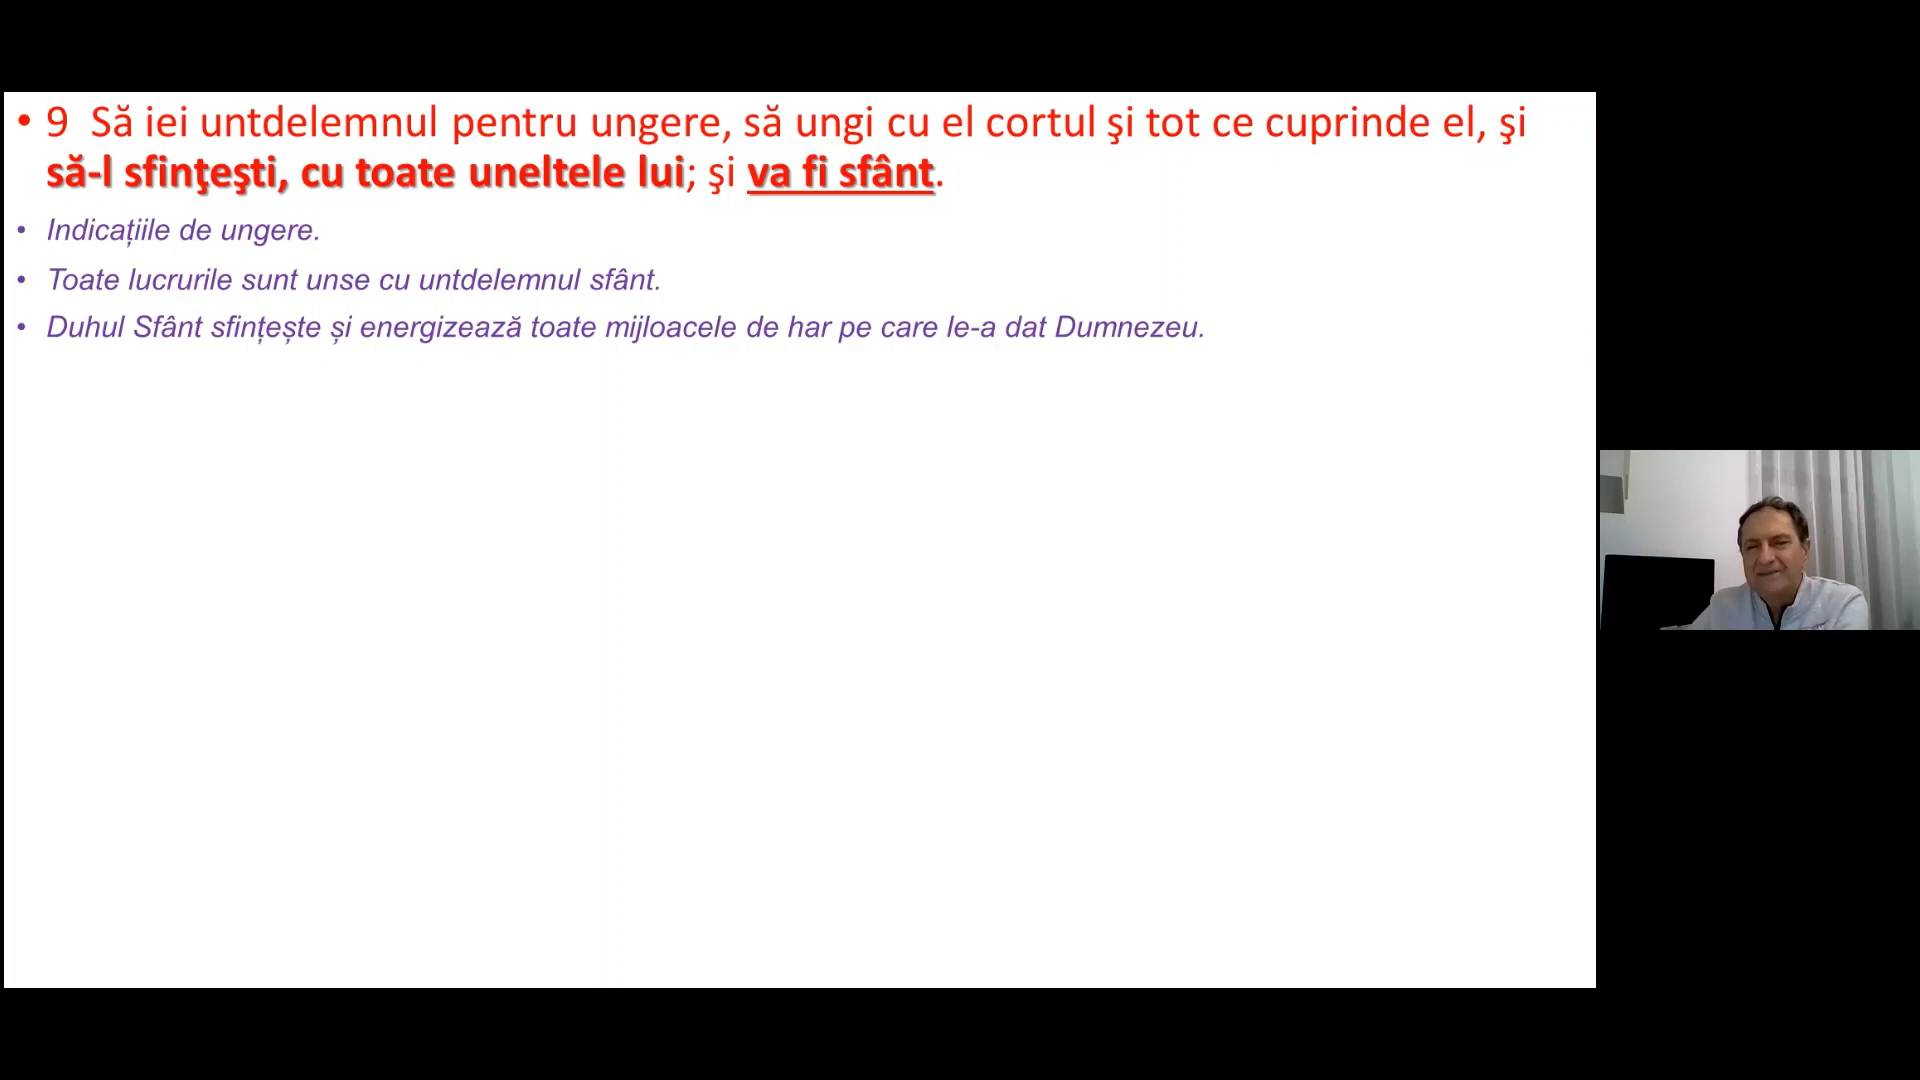 • 9 Să iei untdelemnul pentru ungere, să ungi cu el cortul şi tot ce cuprinde el, şi
să-l sfinţeşti, cu toate uneltele lui; şi va fi sfânt.
• Indicațiile de ungere.
• Toate lucrurile sunt unse cu untdelemnul sfânt.
• Duhul Sfânt sfințește și energizează toate mijloacele de har pe care le-a dat Dumnezeu.